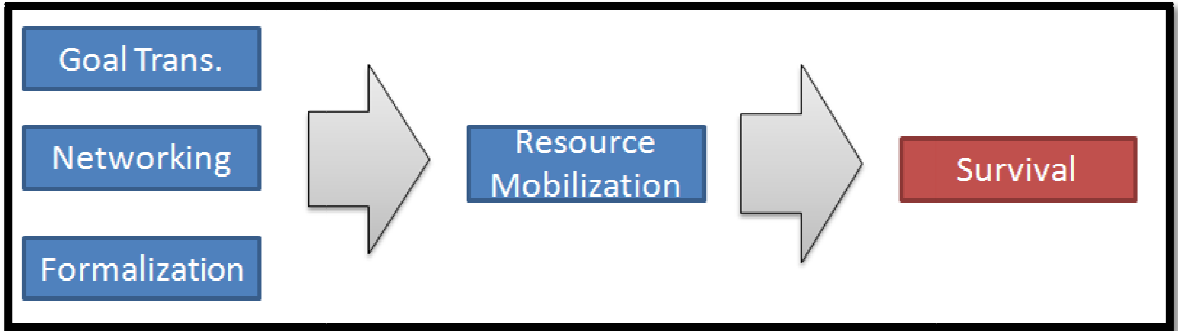 Goal Trans.
Networking
Formalization
Resource
Mobilization
Survival